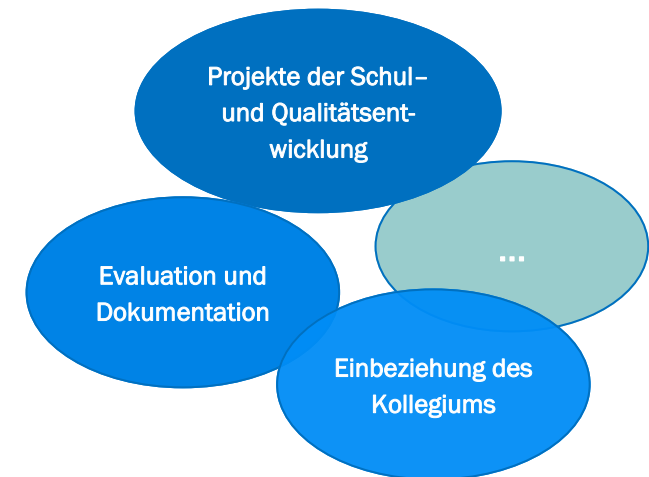 Projekte der Schul–
und Qualitätsent-
wicklung
...
Evaluation und
Dokumentation
Einbeziehung des
Kollegiums